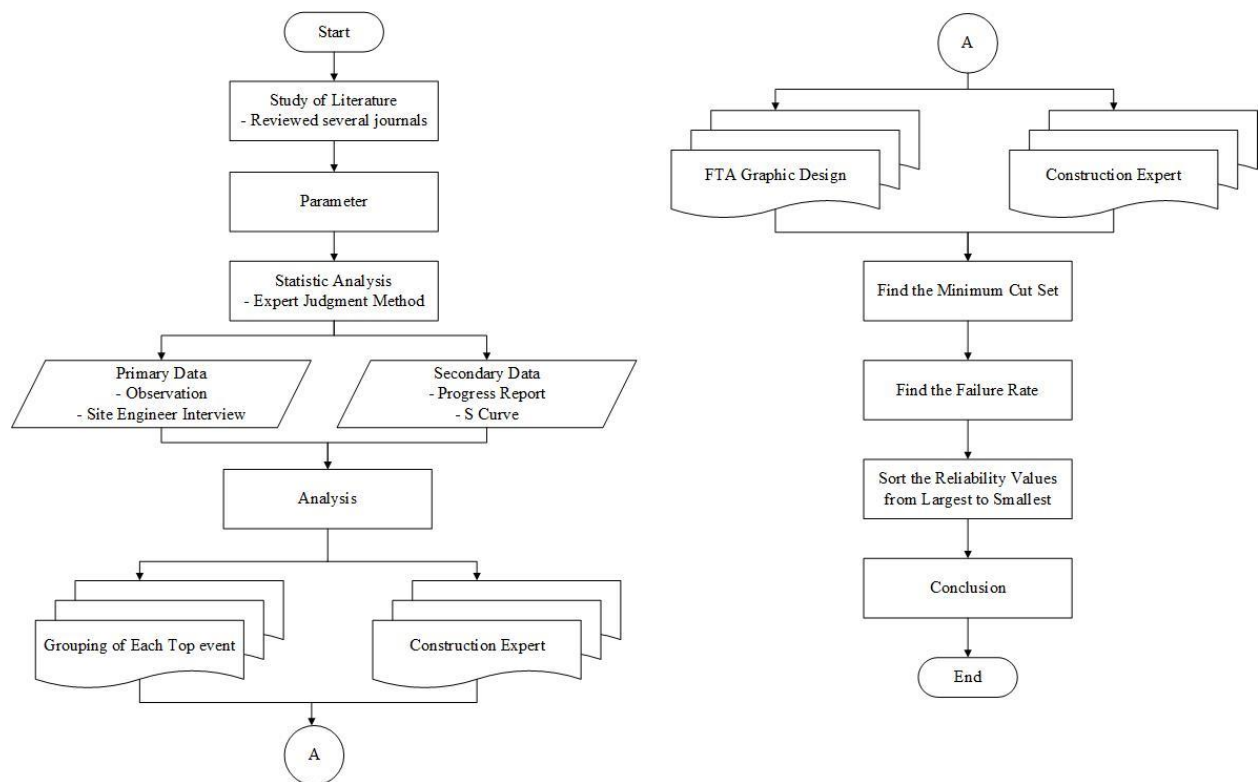 Start
Study of Literature
- Reviewed several journals
Parameter
Statistic Analysis
- Expert Judgment Method
Primary Data
- Observation
- Site Engineer Interview
Secondary Data
- Progress Report
- S Curve
Analysis
Grouping of Each Top event
Construction Expert
A
A
FTA Graphic Design
Construction Expert
Find the Minimum Cut Set
Find the Failure Rate
Sort the Reliability Values
from Largest to Smallest
Conclusion
End